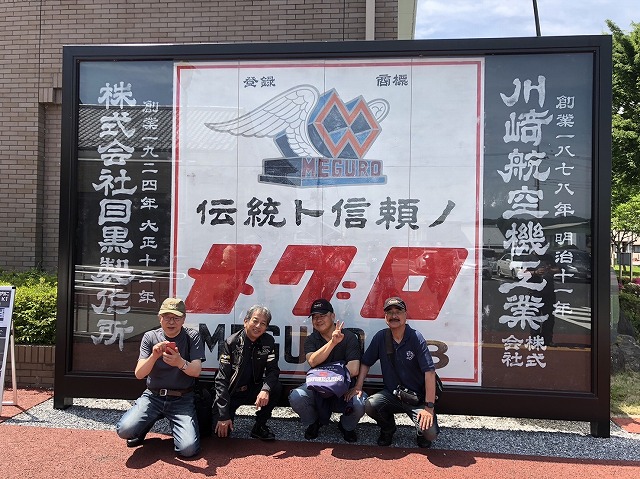 登録 商標
MEGURO
伝統ト信頼ノ
メグロ
MEGURO
創業一八七八年 明治十一年
川崎航空機工業
株式会社
創業一九二四年 大正十三年
株式会社目黒製作所